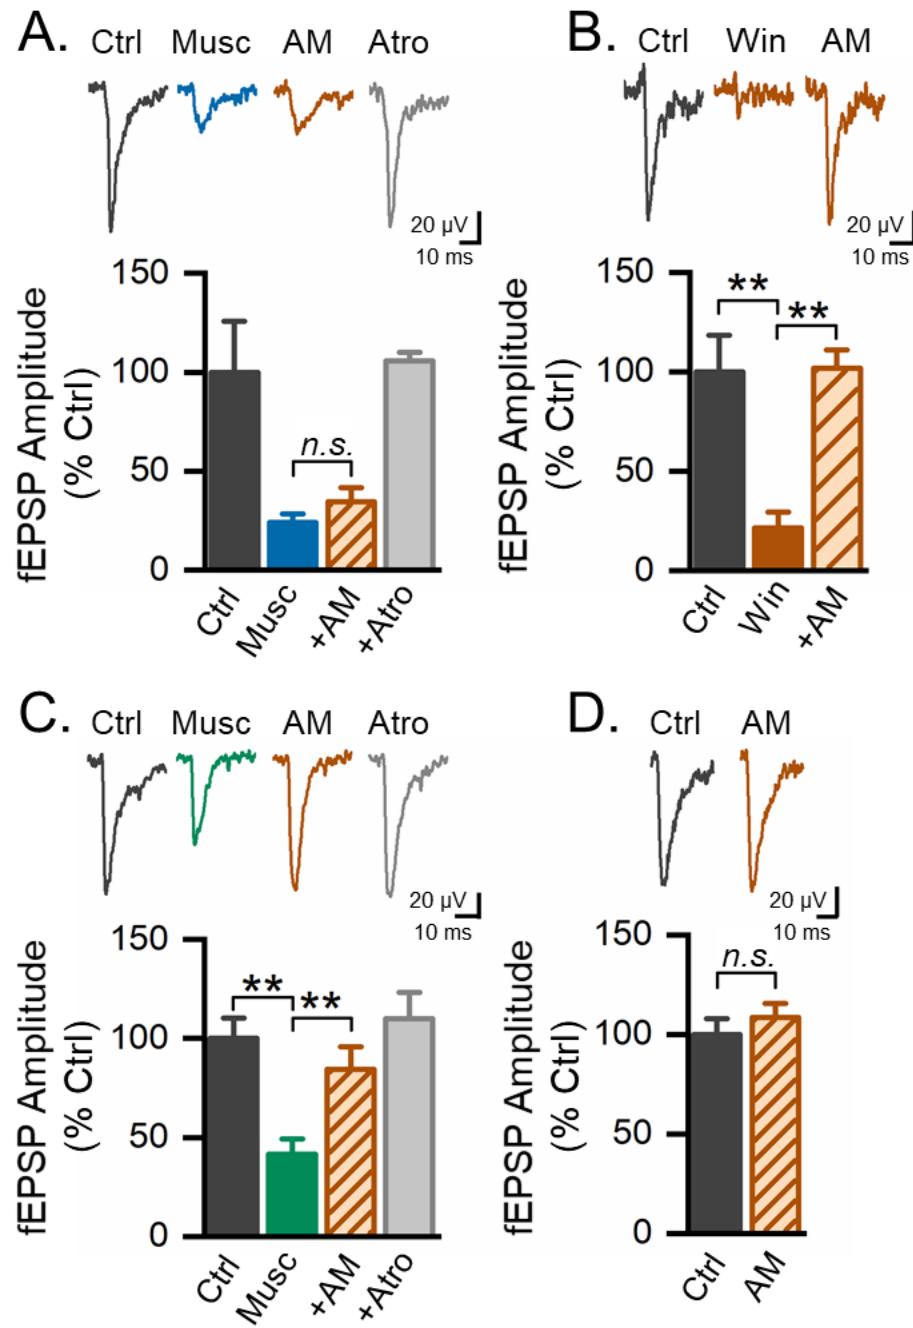 A.
Ctrl Musc AM Atro
20 µV
10 ms
fEPSP Amplitude
(% Ctrl)
150
100
50
0
n.s.
Ctrl
Musc
+AM
+Atro
B.
Ctrl Win AM
20 µV
10 ms
fEPSP Amplitude
(% Ctrl)
150
100
50
0
**
**
Ctrl
Win
+AM
C.
Ctrl Musc AM Atro
20 µV
10 ms
fEPSP Amplitude
(% Ctrl)
150
100
50
0
**
**
Ctrl
Musc
+AM
+Atro
D.
Ctrl AM
20 µV
10 ms
fEPSP Amplitude
(% Ctrl)
150
100
50
0
n.s.
Ctrl
AM